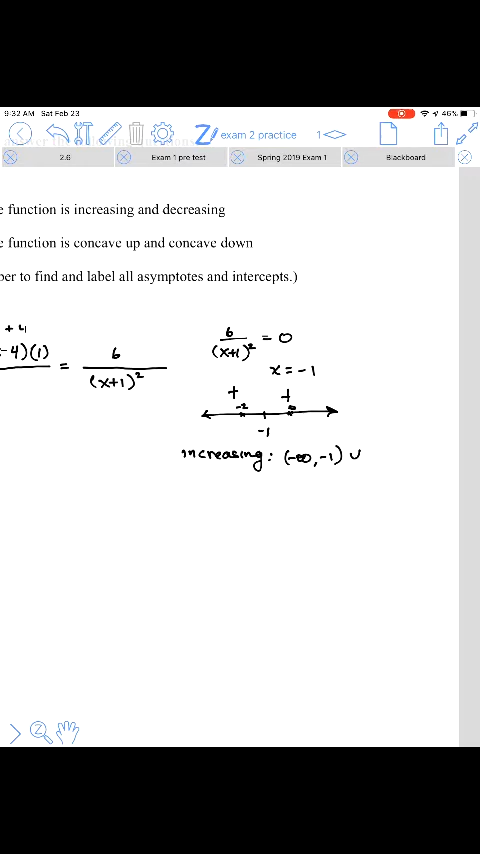 9:32 AM Sat Feb 23
46%
exam 2 practice
1
2.6
Exam 1 pre test
Spring 2019 Exam 1
Blackboard
e function is increasing and decreasing
e function is concave up and concave down
ber to find and label all asymptotes and intercepts.)
+ 4
-4)(1) = 6/(x+1)²
6/(x+1)² = 0
x = -1
+ +
-2 0
-1
increasing: (-∞, -1) ∪